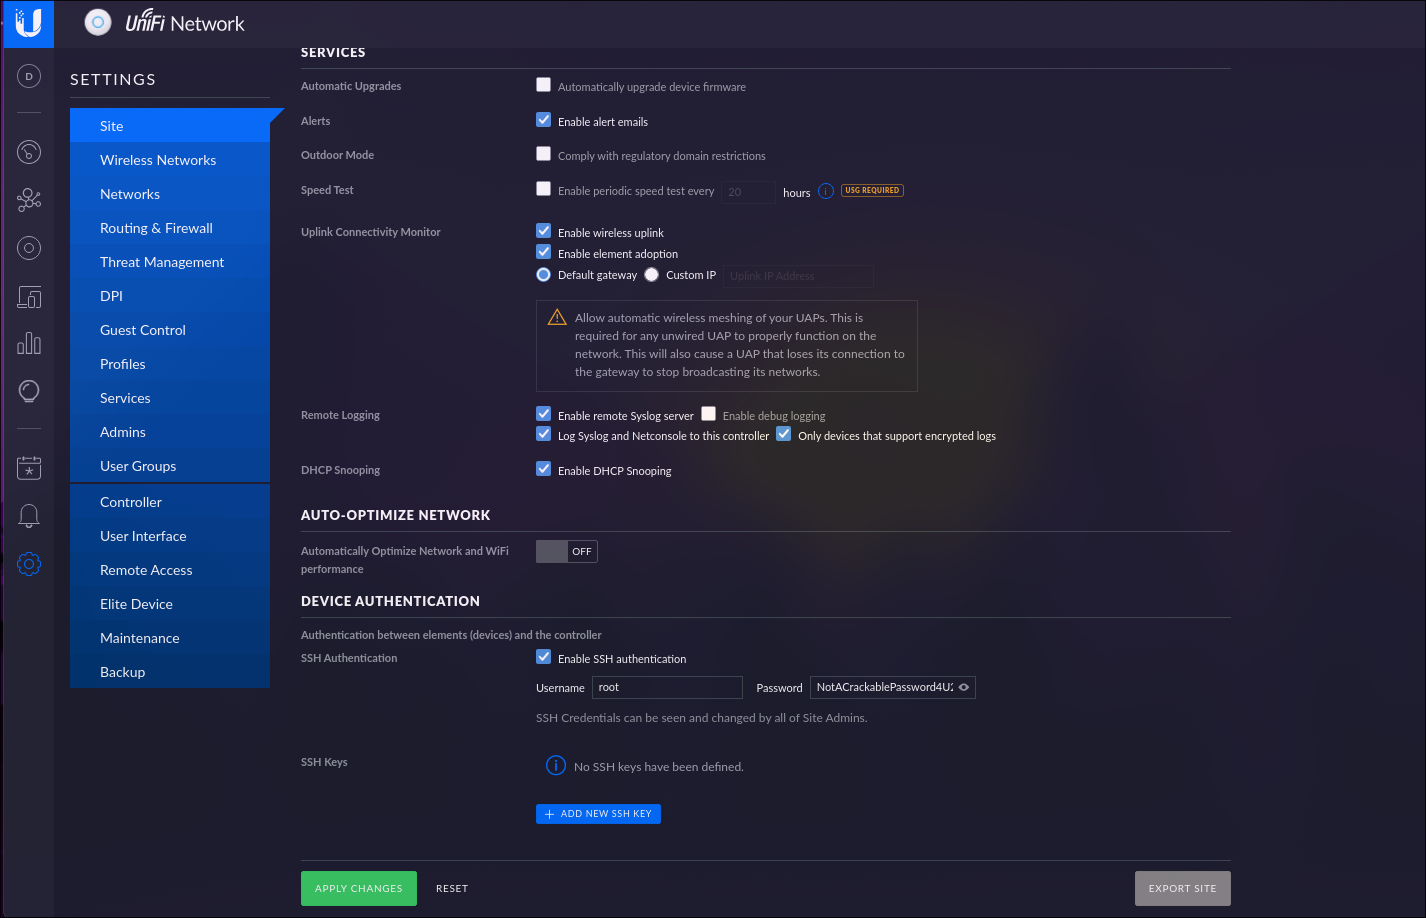 UniFi Network
D
SETTINGS
Site
Wireless Networks
Networks
Routing & Firewall
Threat Management
DPI
Guest Control
Profiles
Services
Admins
User Groups
Controller
User Interface
Remote Access
Elite Device
Maintenance
Backup
SERVICES
Automatic Upgrades
Automatically upgrade device firmware
Alerts
Enable alert emails
Outdoor Mode
Comply with regulatory domain restrictions
Speed Test
Enable periodic speed test every 20 hours USG REQUIRED
Uplink Connectivity Monitor
Enable wireless uplink
Enable element adoption
Default gateway Custom IP Uplink IP Address
Allow automatic wireless meshing of your UAPs. This is
required for any unwired UAP to properly function on the
network. This will also cause a UAP that loses its connection to
the gateway to stop broadcasting its networks.
Remote Logging
Enable remote Syslog server Enable debug logging
Log Syslog and Netconsole to this controller Only devices that support encrypted logs
DHCP Snooping
Enable DHCP Snooping
AUTO-OPTIMIZE NETWORK
Automatically Optimize Network and WiFi
performance
OFF
DEVICE AUTHENTICATION
Authentication between elements (devices) and the controller
SSH Authentication
Enable SSH authentication
Username root Password NotACrackablePassword4U2
SSH Credentials can be seen and changed by all of Site Admins.
SSH Keys
No SSH keys have been defined.
+ ADD NEW SSH KEY
APPLY CHANGES RESET EXPORT SITE